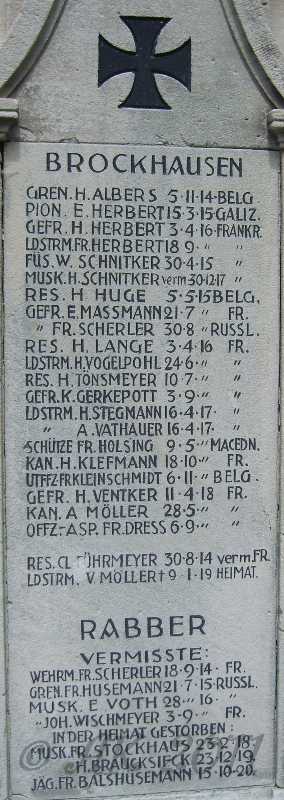 BROCKHAUSEN
GREN. H. ALBERS 5·11·14·BELG.
PION. E. HERBERT 15·3·15 GALIZ.
GEFR. H. HERBERT 3·4·16 FRANKR.
LDSTRM. FR. HERBERT 18·9·" "
FÜS. W. SCHNITKER 30·4·15 "
MUSK. H. SCHNITKER verm 30·12·17 "
RES. H. HUGE 5·5·15 BELG.
GEFR. E. MASSMANN 21·7·" FR.
" FR. SCHERLER 30·8·" RUSSL.
RES. H. LANGE 3·4·16 FR.
LDSTRM. H. VOGELPOHL 24·6·" "
RES. H. TÖNSMEYER 10·7·" "
GEFR. K. GERKEPOTT 3·9·" "
LDSTRM. H. STEGMANN 16·4·17· "
" A. VATHAUER 16·4·17· "
SCHÜTZE FR. HOLSING 9·5·" MACEDN.
KAN. H. KLEFMANN 18·10·" FR.
UTFFZ FR. KLEINSCHMIDT 6·11·" BELG.
GEFR. H. VENTKER 11·4·18 FR.
KAN. A MÖLLER 28·5·" "
OFFZ.-ASP. FR. DRESS 6·9·" "
RES. CL. FÜHRMEYER 30·8·14 verm. FR.
LDSTRM. V. MÖLLER † 9·1·19 HEIMAT.
RABBER
VERMISSTE:
WEHRM. FR. SCHERLER 18·9·14· FR.
GREN. FR. HUSEMANN 21·7·15·RUSSL.
MUSK. E VOTH 28·" 16· "
" JOH. WISCHMEYER 3·9·" FR.
IN DER HEIMAT GESTORBEN:
MUSK. FR. STOCKHAUS 23·2·18.
" H. BRAUCKSIECK 23·12·19.
JÄG. FR. BALSHÜSEMANN 15·10·20.